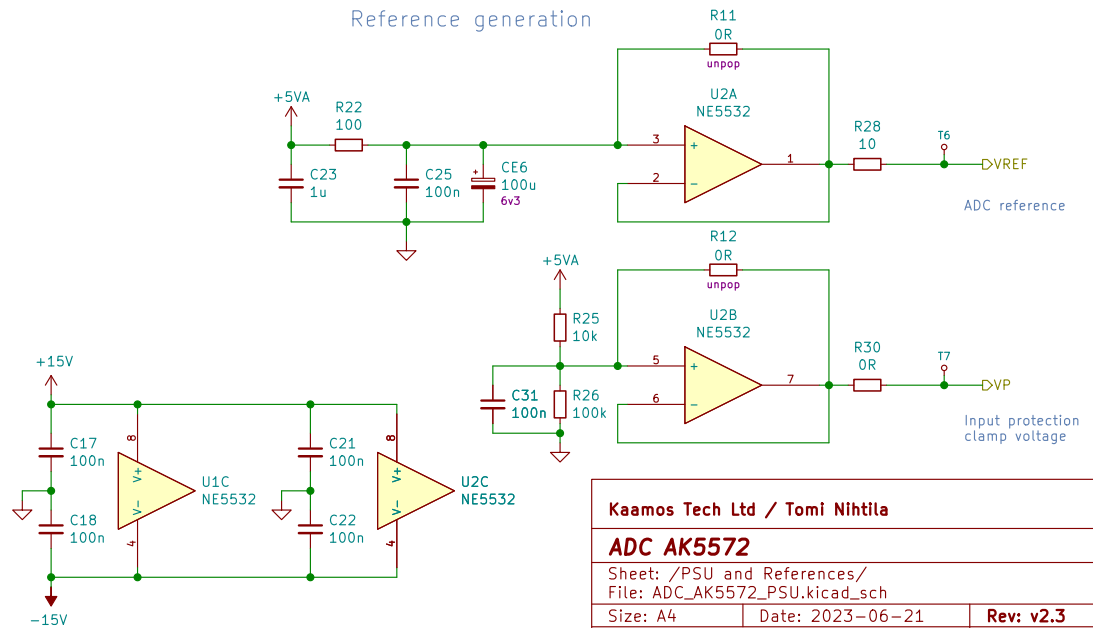 Reference generation
R11
0R
unpop
U2A
NE5532
+5VA
R22
100
C23
1u
C25
100n
+
CE6
100u
6v3
3
+
2
-
1
R28
10
T6
VREF
ADC reference
R12
0R
unpop
U2B
NE5532
+5VA
R25
10k
C31
100n
R26
100k
5
+
6
-
7
R30
0R
T7
VP
Input protection
clamp voltage
+15V
C17
100n
C18
100n
8
V+
V-
4
U1C
NE5532
C21
100n
C22
100n
8
V+
V-
4
U2C
NE5532
-15V
Kaamos Tech Ltd / Tomi Nihtila
ADC AK5572
Sheet: /PSU and References/
File: ADC_AK5572_PSU.kicad_sch
Size: A4
Date: 2023-06-21
Rev: v2.3